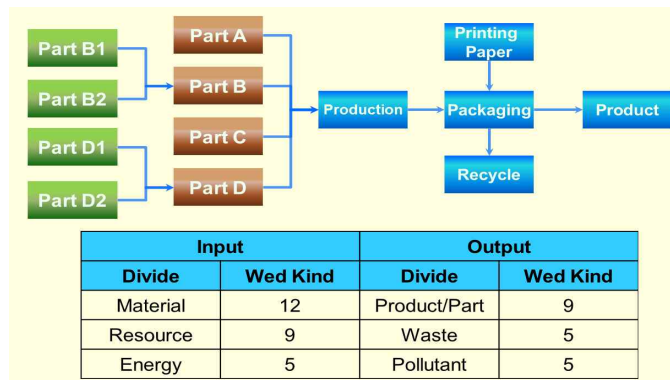 Part B1
Part B2
Part D1
Part D2
Part A
Part B
Part C
Part D
Production
Printing
Paper
Packaging
Recycle
Product
Input Output
Divide Wed Kind Divide Wed Kind
Material 12 Product/Part 9
Resource 9 Waste 5
Energy 5 Pollutant 5